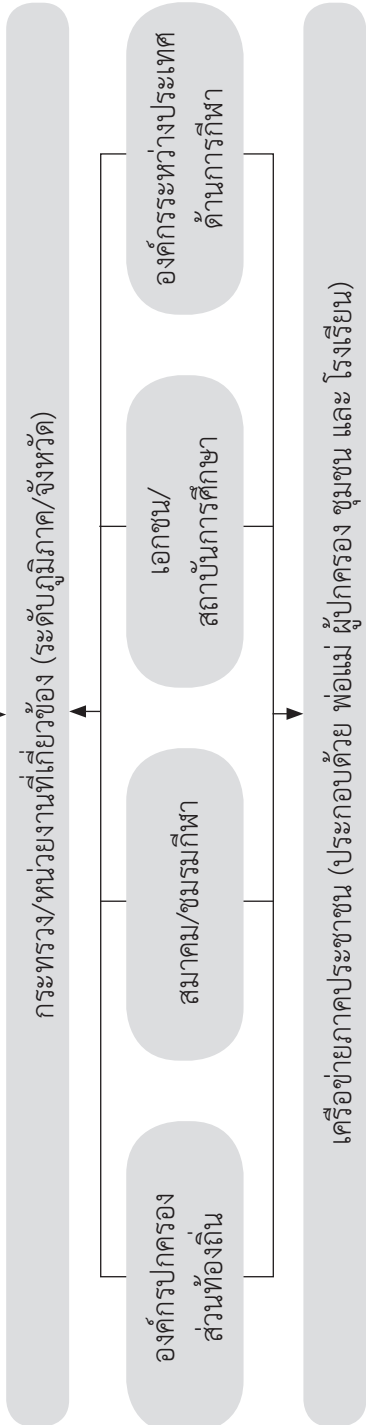 กระทรวง/หน่วยงานที่เกี่ยวข้อง (ระดับภูมิภาค/จังหวัด)
องค์กรปกครอง
ส่วนท้องถิ่น
สมาคม/ชมรมกีฬา
เอกชน/
สถาบันการศึกษา
องค์กรระหว่างประเทศ
ด้านการกีฬา
เครือข่ายภาคประชาชน (ประกอบด้วย พ่อแม่ ผู้ปกครอง ชุมชน และ โรงเรียน)